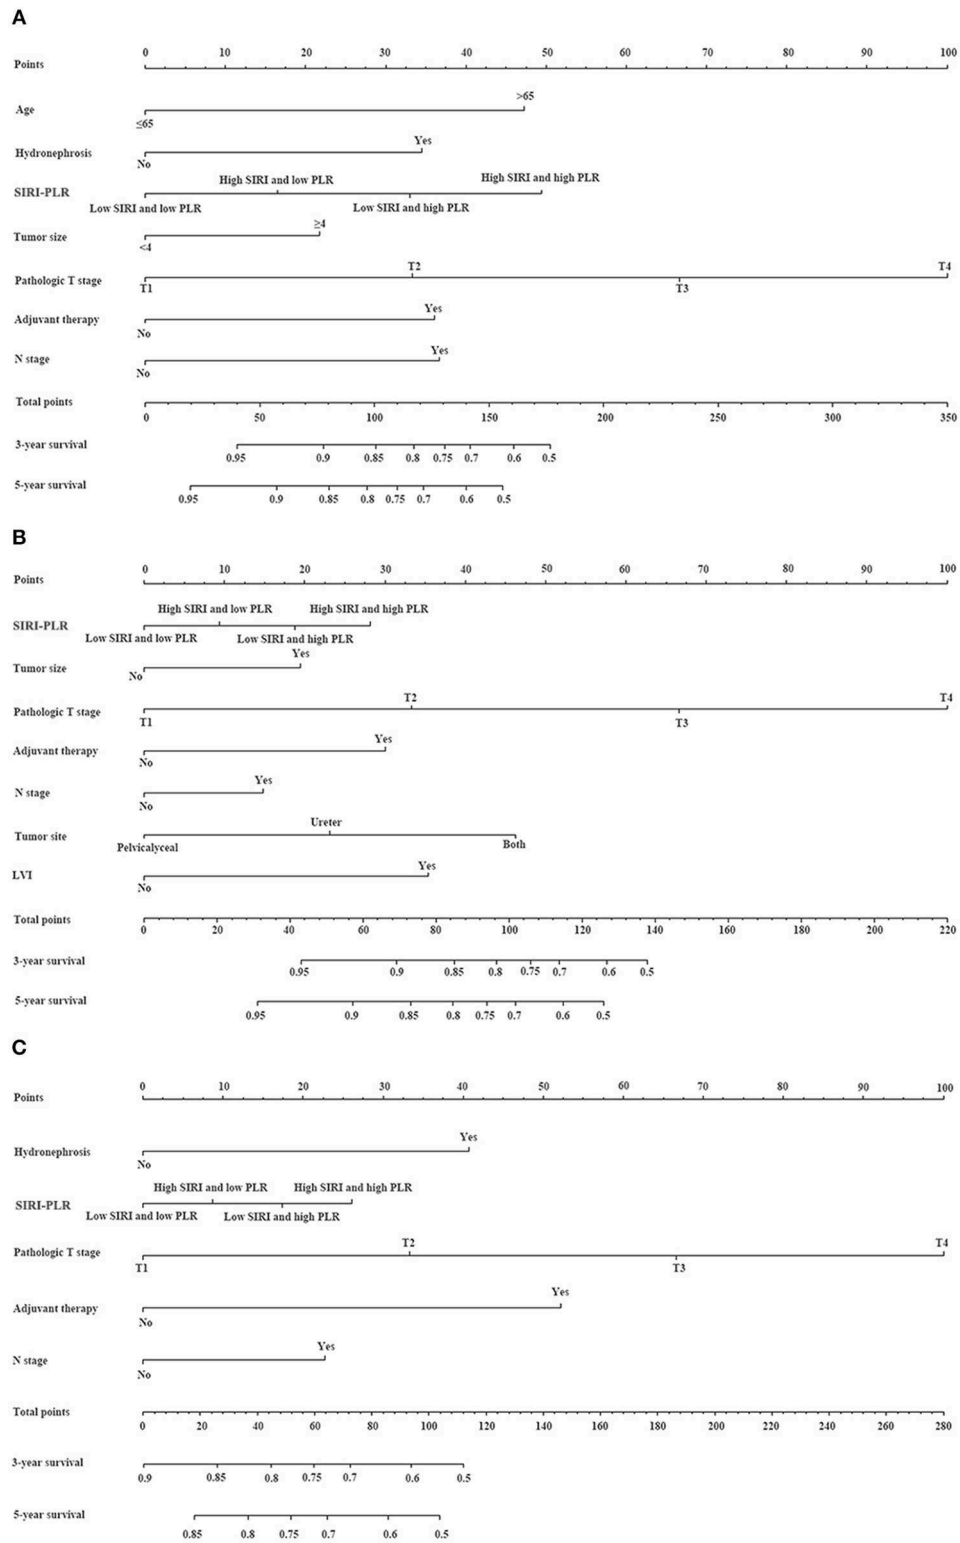 A
0 10 20 30 40 50 60 70 80 90 100
Points
>65
Age
≤65
Yes
Hydronephrosis
No
High SIRI and low PLR High SIRI and high PLR
SIRI-PLR
Low SIRI and low PLR Low SIRI and high PLR
≥4
Tumor size
<4
T2 T4
Pathologic T stage
T1 T3
Yes
Adjuvant therapy
No
Yes
N stage
No
Total points
0 50 100 150 200 250 300 350
3-year survival
0.95 0.9 0.85 0.8 0.75 0.7 0.6 0.5
5-year survival
0.95 0.9 0.85 0.8 0.75 0.7 0.6 0.5
B
0 10 20 30 40 50 60 70 80 90 100
Points
High SIRI and low PLR High SIRI and high PLR
SIRI-PLR
Low SIRI and low PLR Low SIRI and high PLR
Yes
Tumor size
No
T2 T4
Pathologic T stage
T1 T3
Yes
Adjuvant therapy
No
Yes
N stage
No
Ureter
Tumor site
Pelvicalyceal Both
Yes
LVI
No
Total points
0 20 40 60 80 100 120 140 160 180 200 220
3-year survival
0.95 0.9 0.85 0.8 0.75 0.7 0.6 0.5
5-year survival
0.95 0.9 0.85 0.8 0.75 0.7 0.6 0.5
C
0 10 20 30 40 50 60 70 80 90 100
Points
Yes
Hydronephrosis
No
High SIRI and low PLR High SIRI and high PLR
SIRI-PLR
Low SIRI and low PLR Low SIRI and high PLR
T2 T4
Pathologic T stage
T1 T3
Yes
Adjuvant therapy
No
Yes
N stage
No
Total points
0 20 40 60 80 100 120 140 160 180 200 220 240 260 280
3-year survival
0.9 0.85 0.8 0.75 0.7 0.6 0.5
5-year survival
0.85 0.8 0.75 0.7 0.6 0.5